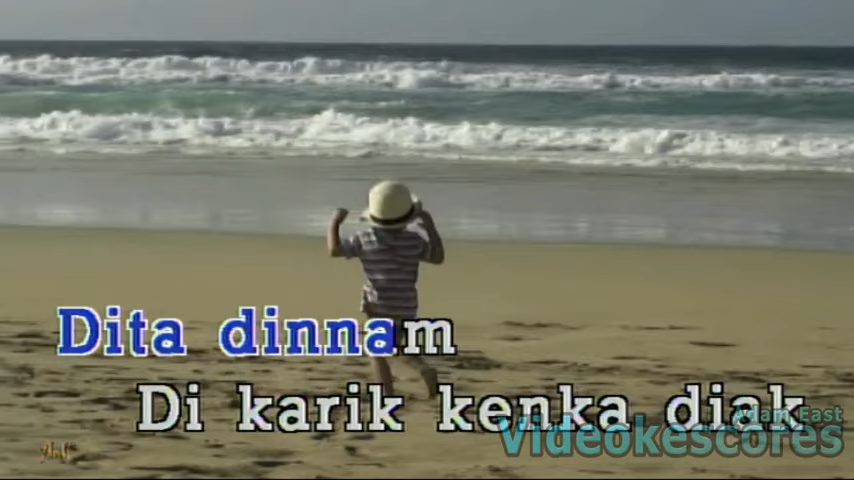 Dita dinnam
Di karik kenka diak
Adam East
Videokescores